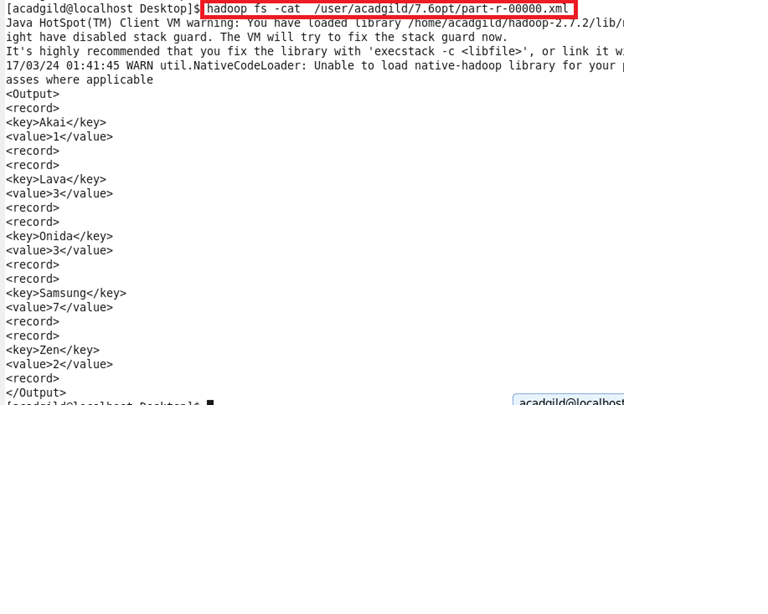 [acadgild@localhost Desktop]$ hadoop fs -cat  /user/acadgild/7.6opt/part-r-00000.xml
Java HotSpot(TM) Client VM warning: You have loaded library /home/acadgild/hadoop-2.7.2/lib/
ight have disabled stack guard. The VM will try to fix the stack guard now.
It's highly recommended that you fix the library with 'execstack -c <libfile>', or link it
17/03/24 01:41:45 WARN util.NativeCodeLoader: Unable to load native-hadoop library for your
asses where applicable
<Output>
<record>
<key>Akai</key>
<value>1</value>
<record>
<record>
<key>Lava</key>
<value>3</value>
<record>
<record>
<key>Onida</key>
<value>3</value>
<record>
<record>
<key>Samsung</key>
<value>7</value>
<record>
<record>
<key>Zen</key>
<value>2</value>
<record>
</Output>
[acadgild@localhost Desktop]$
acadgild@localhost